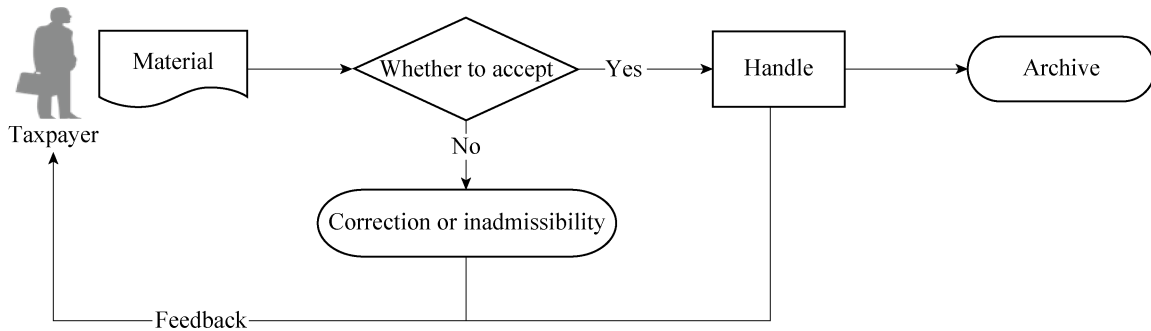 Material
Whether to accept
Yes
Handle
Archive
Taxpayer
No
Correction or inadmissibility
Feedback